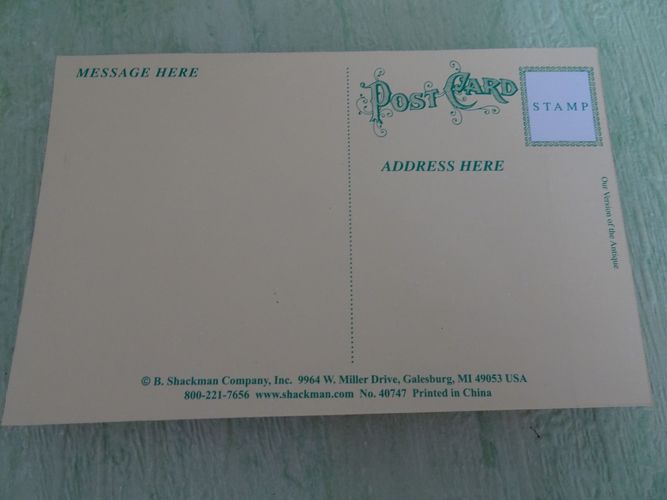 MESSAGE HERE
POST CARD
STAMP
ADDRESS HERE
Our Version of the Antique
© B. Shackman Company, Inc. 9964 W. Miller Drive, Galesburg, MI 49053 USA
800-221-7656 www.shackman.com No. 40747 Printed in China